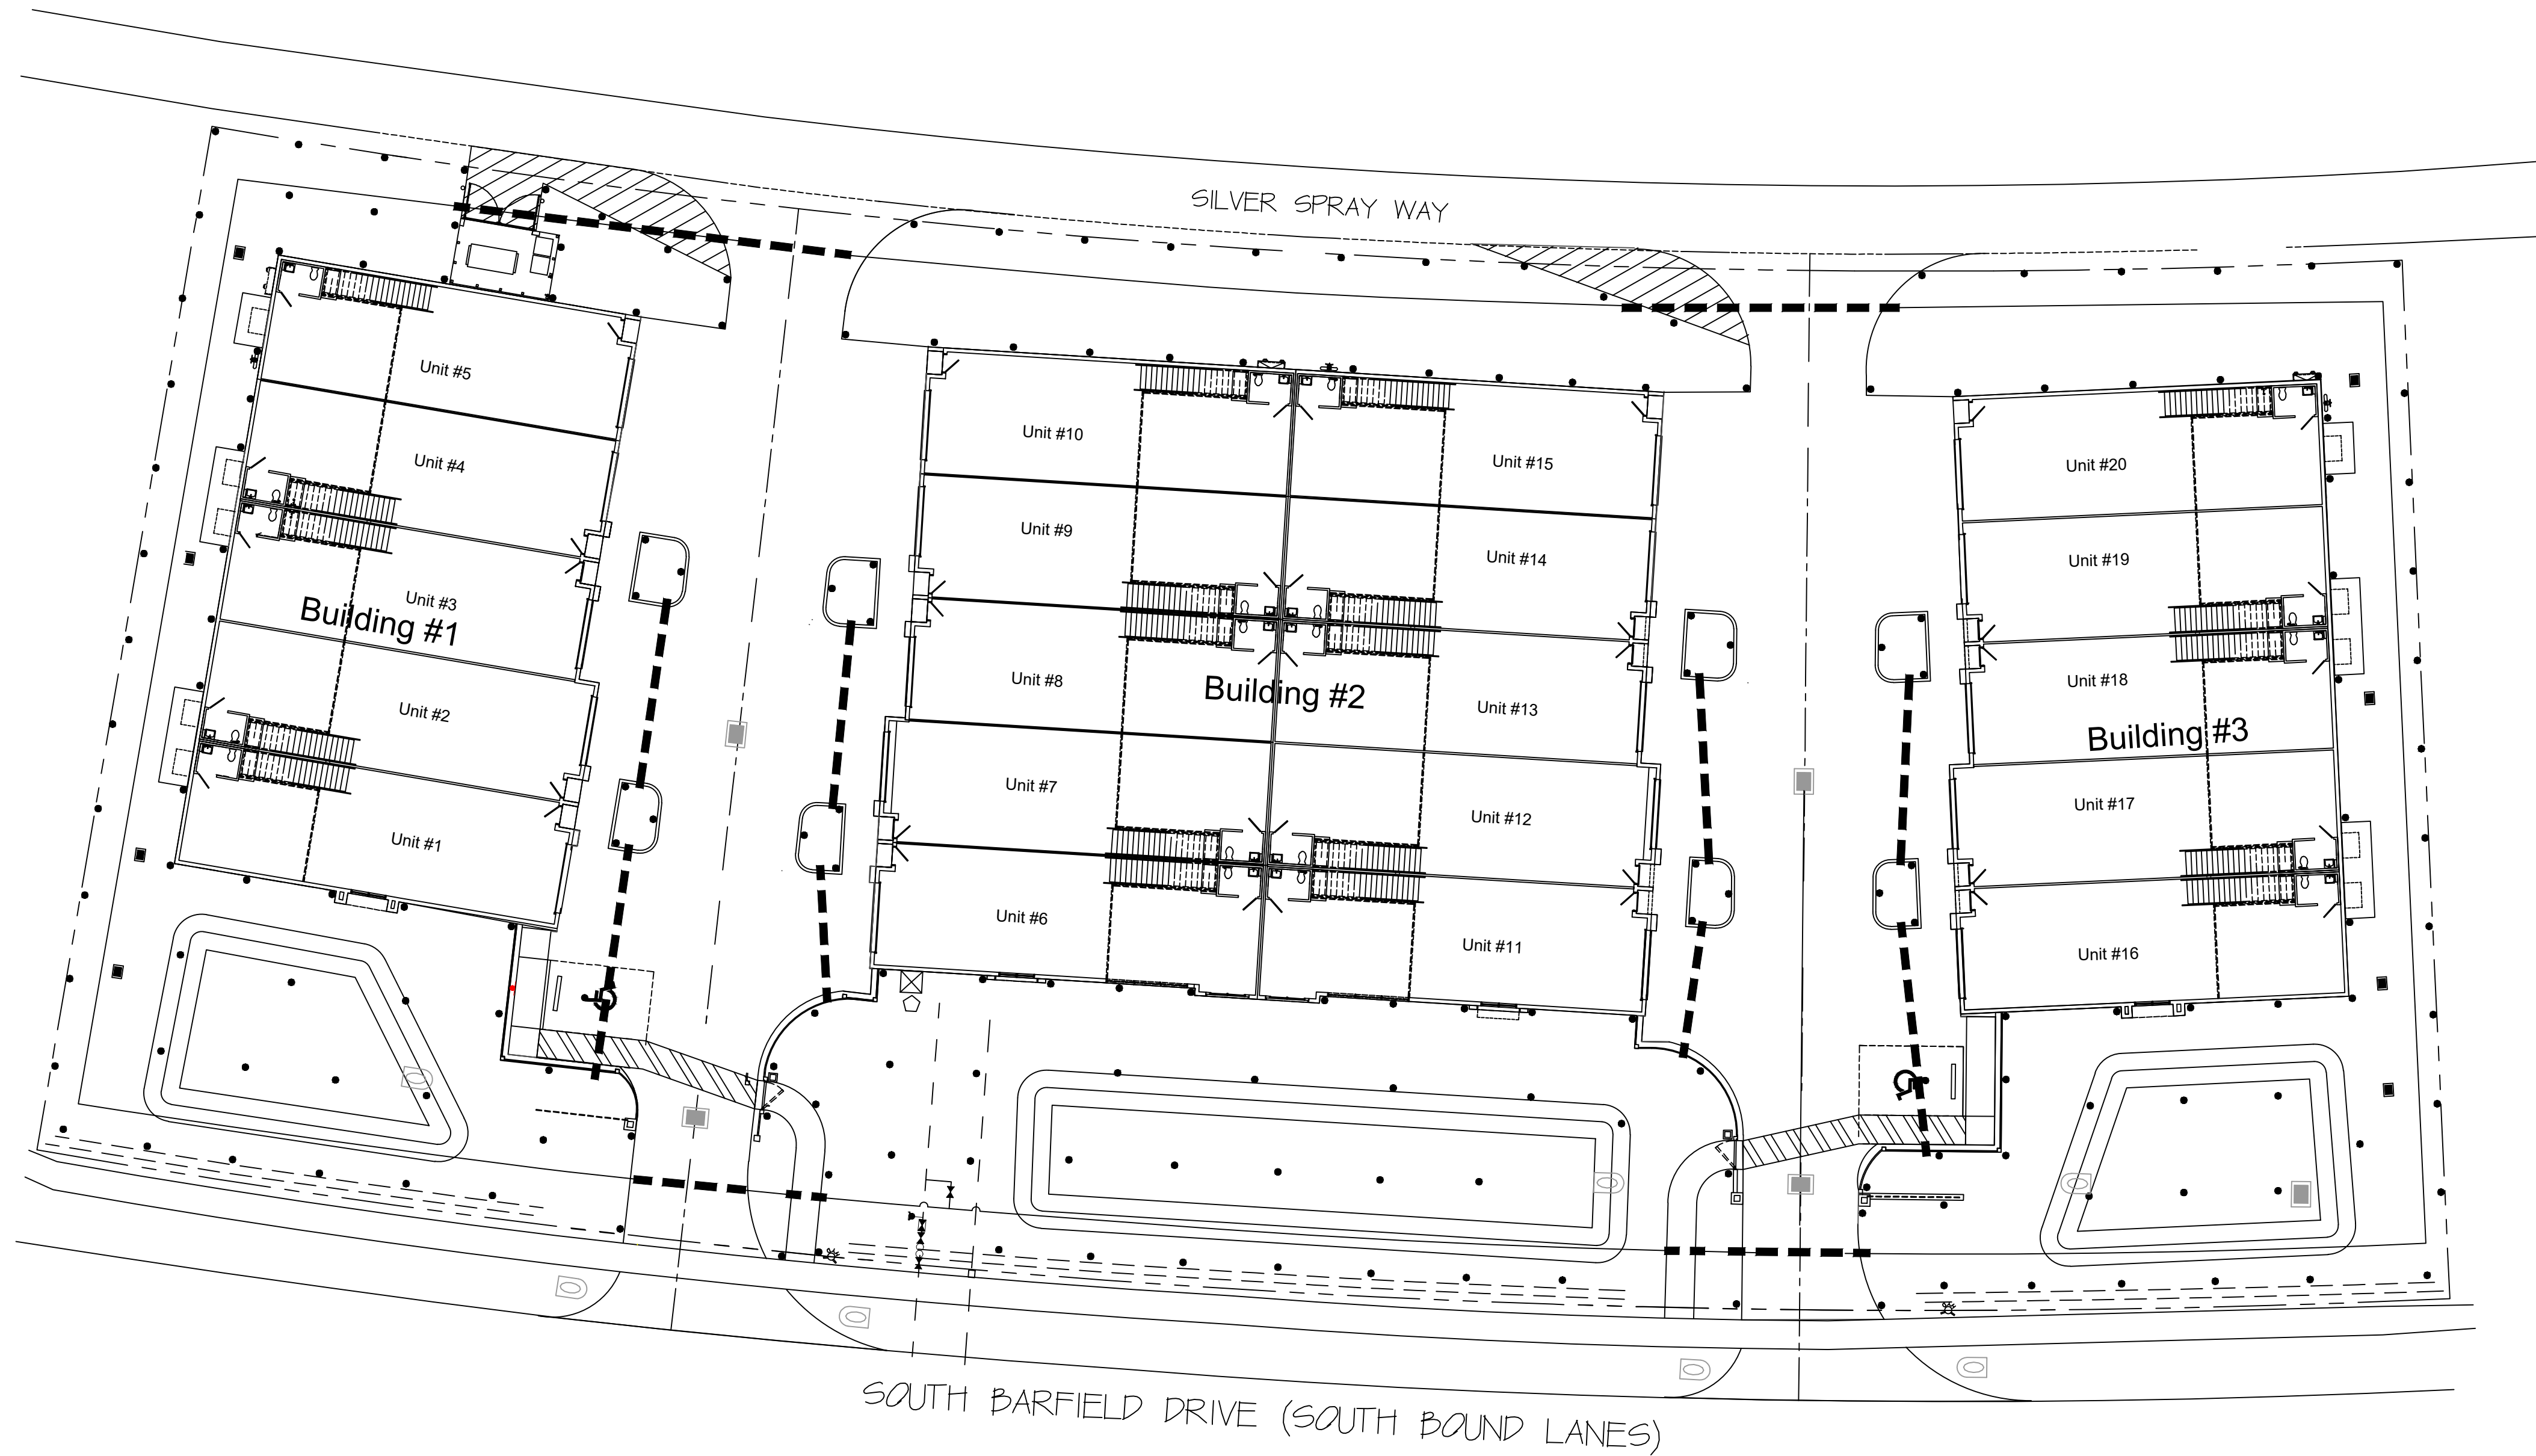 SILVER SPRAY WAY
Unit #5
Unit #4
Unit #3
Building #1
Unit #2
Unit #1
Unit #10
Unit #15
Unit #9
Unit #14
Unit #8
Building #2
Unit #13
Unit #7
Unit #12
Unit #6
Unit #11
Unit #20
Unit #19
Unit #18
Building #3
Unit #17
Unit #16
SOUTH BARFIELD DRIVE (SOUTH BOUND LANES)